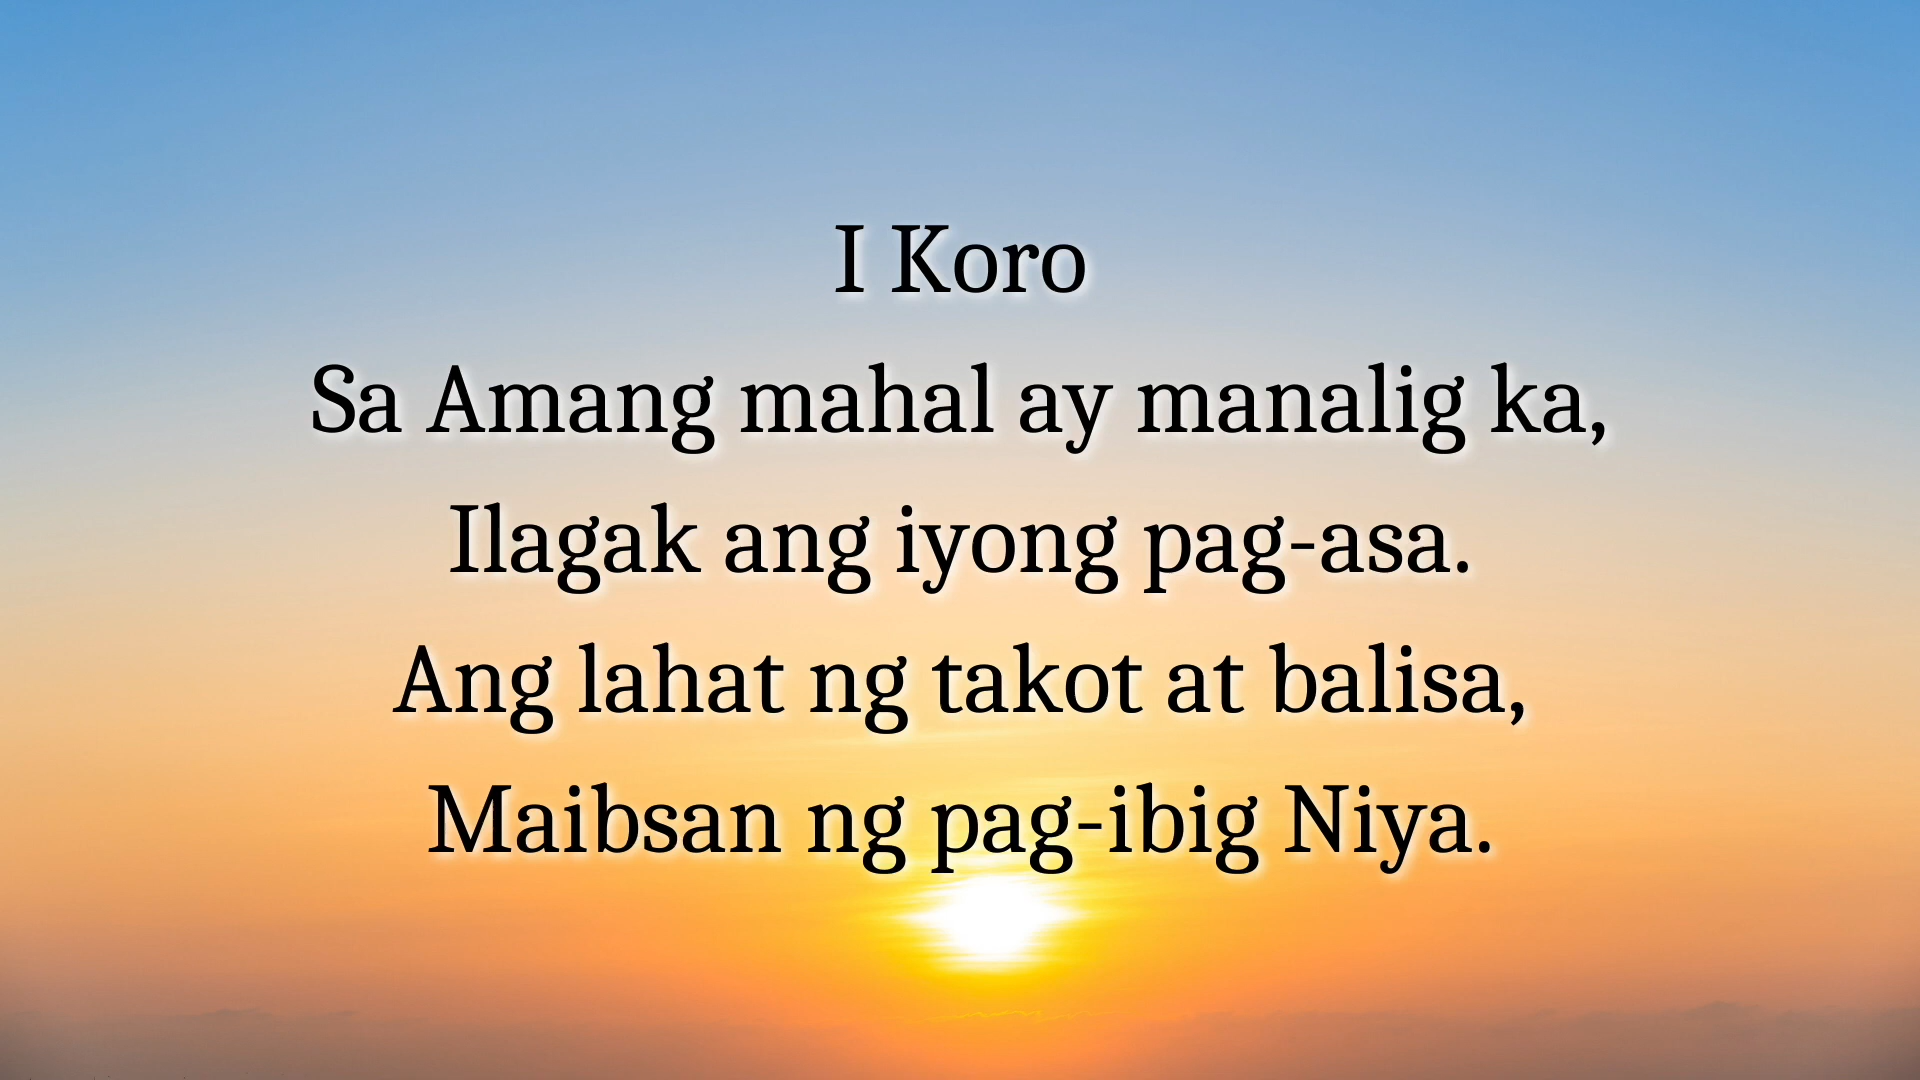 I Koro
Sa Amang mahal ay manalig ka,
Ilagak ang iyong pag-asa.
Ang lahat ng takot at balisa,
Maibsan ng pag-ibig Niya.